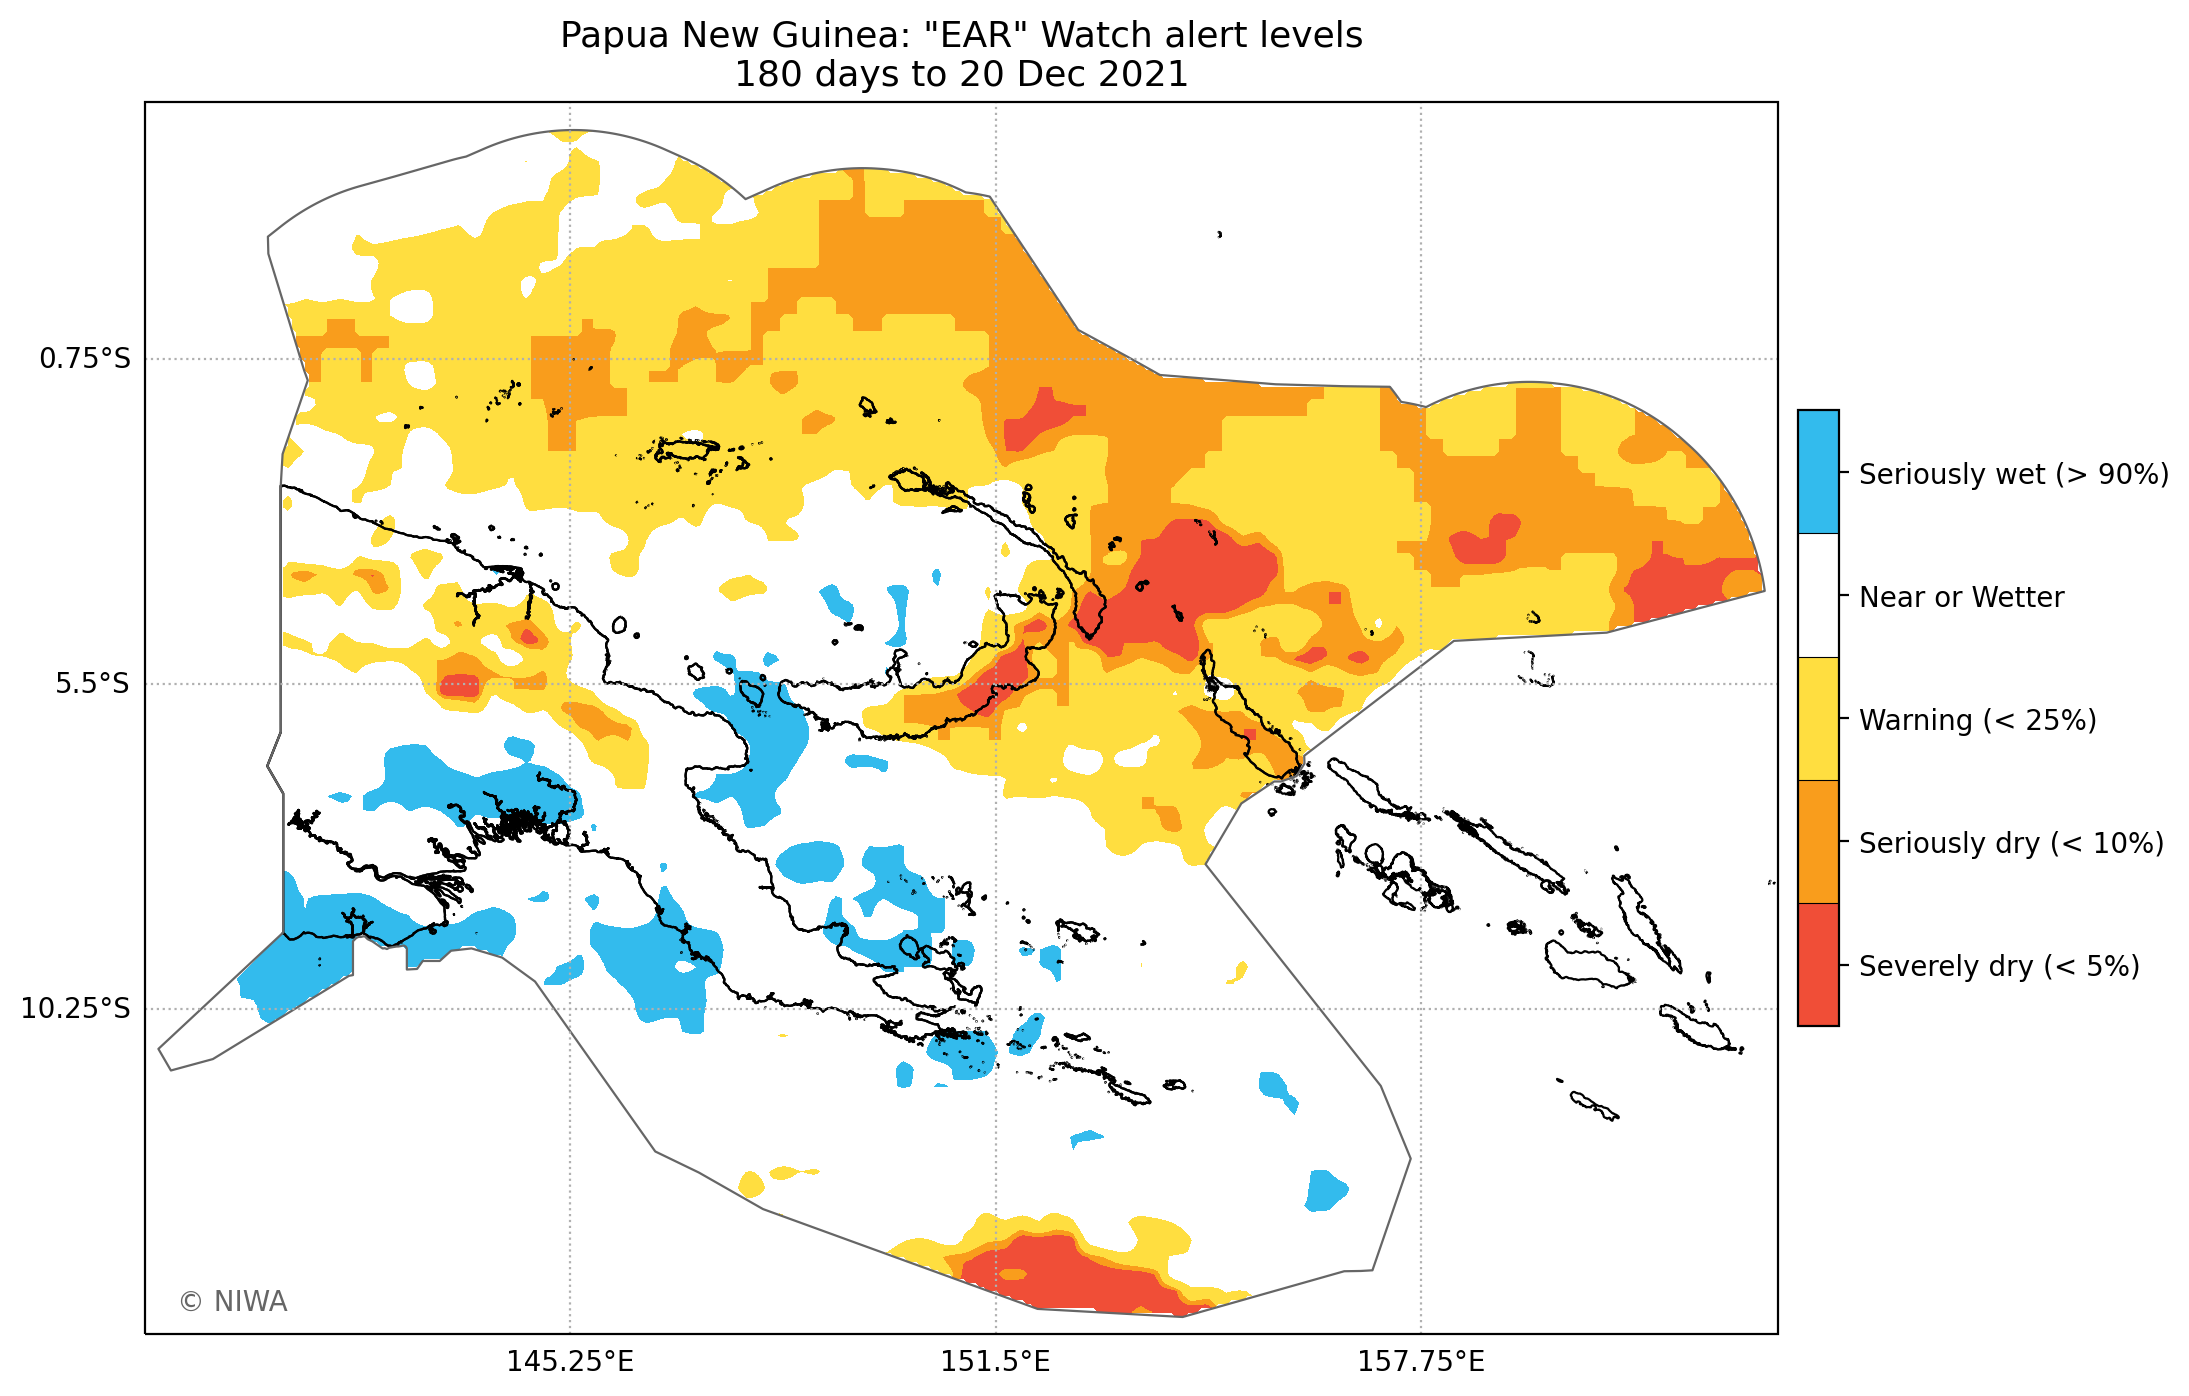 Papua New Guinea: "EAR" Watch alert levels
180 days to 20 Dec 2021
0.75°S
5.5°S
10.25°S
145.25°E
151.5°E
157.75°E
© NIWA
Seriously wet (> 90%)
Near or Wetter
Warning (< 25%)
Seriously dry (< 10%)
Severely dry (< 5%)